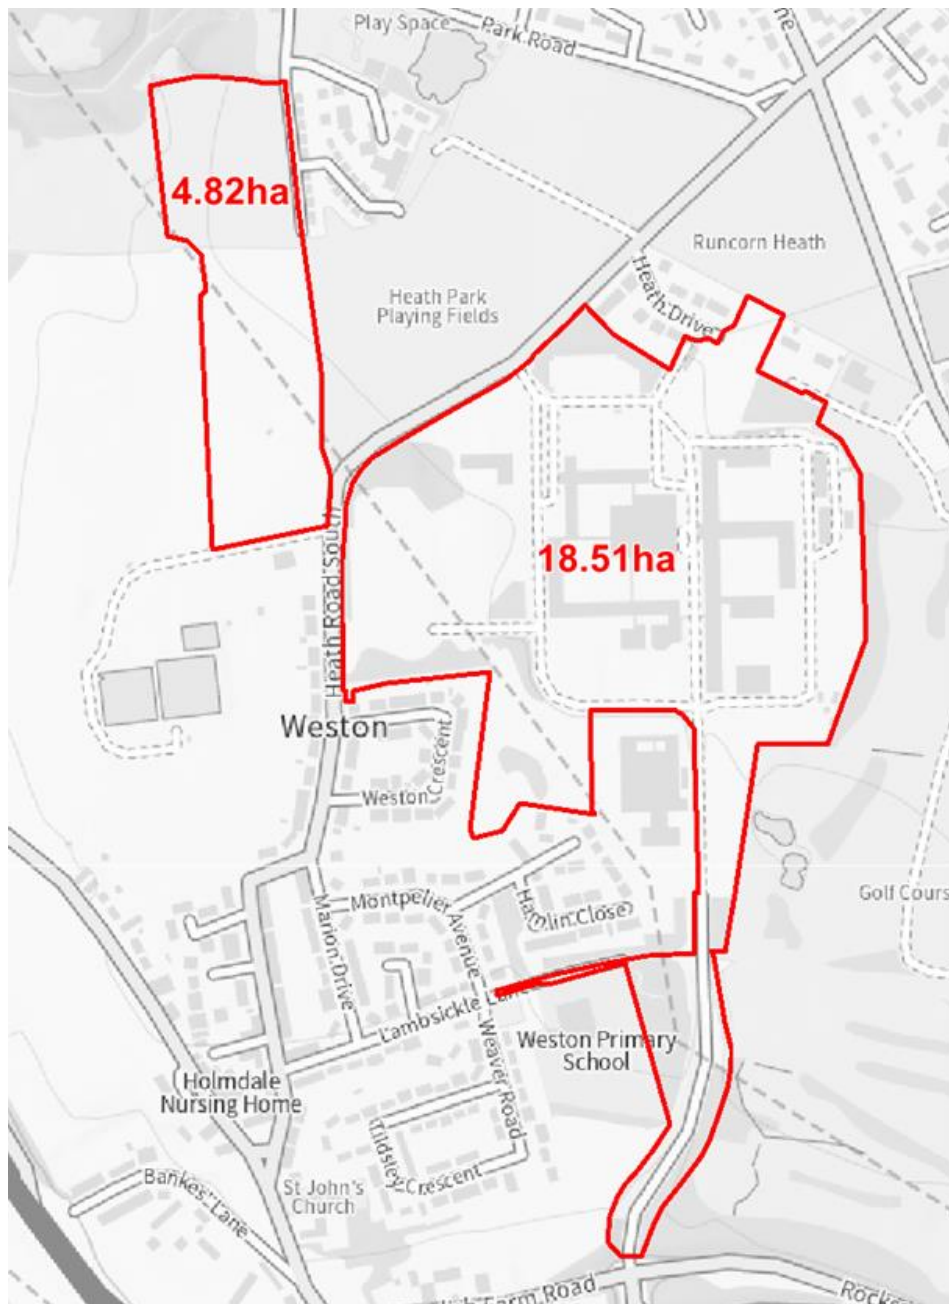 Play Space
Park Road
4.82ha
Runcorn Heath
Heath Park
Playing Fields
Heath Drive
18.51ha
Heath Road South
Weston
Weston Crescent
Golf Cours
Hamlin Close
Montpelier Avenue
Marion Drive
Lambsickle Lane
Weston Primary
School
Weaver Road
Holmdale
Nursing Home
Tildsley Crescent
St John's
Church
Bankes Lane
Farm Road
Rocks